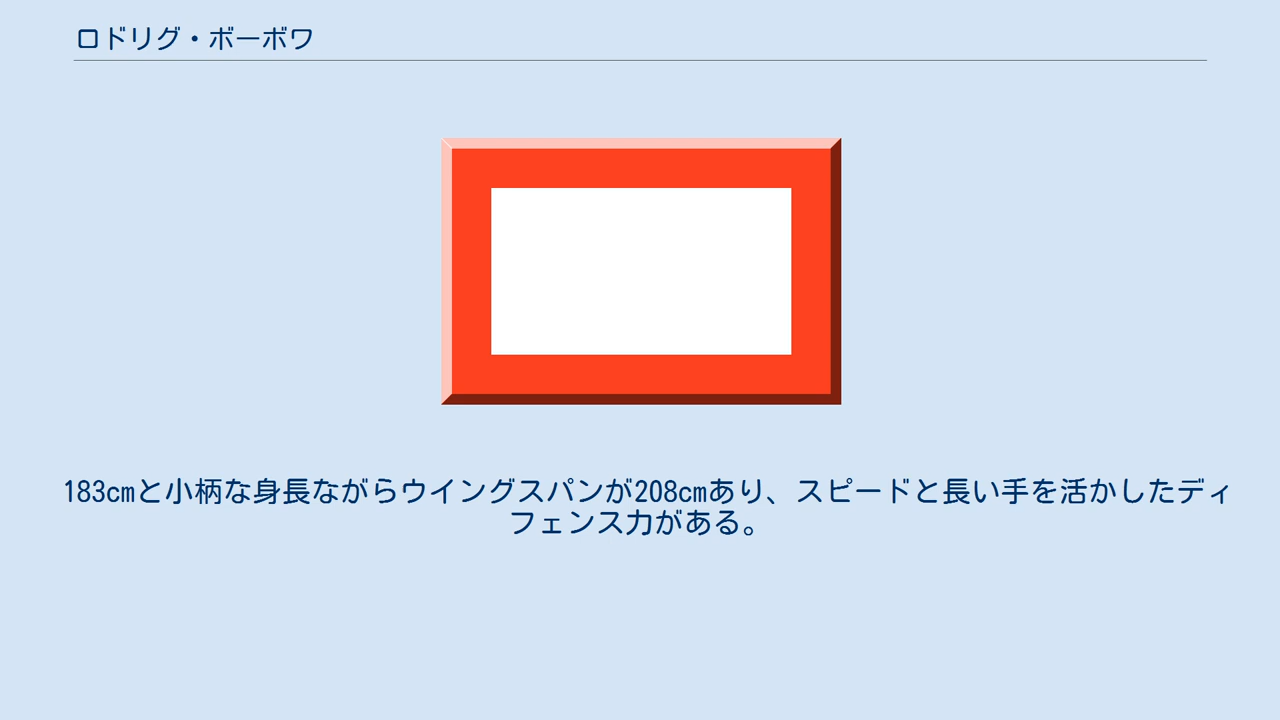 ロドリグ・ボーボワ
183cmと小柄な身長ながらウイングスパンが208cmあり、スピードと長い手を活かしたディ
フェンス力がある。